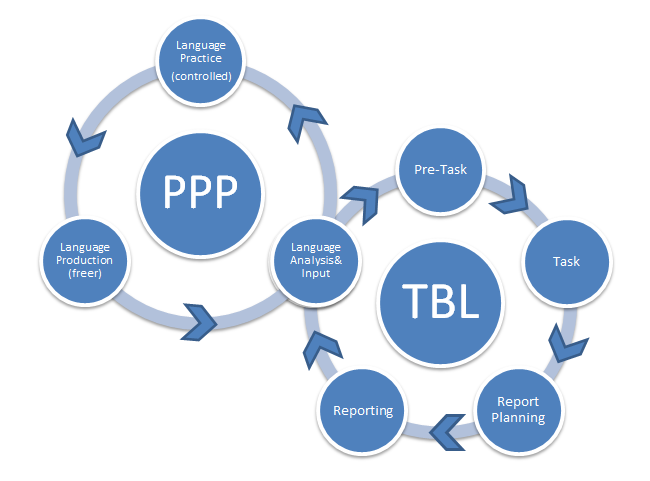 Language
Practice
(controlled)
PPP
Language
Production
(freer)
Language
Analysis&
Input
Pre-Task
Task
TBL
Reporting
Report
Planning